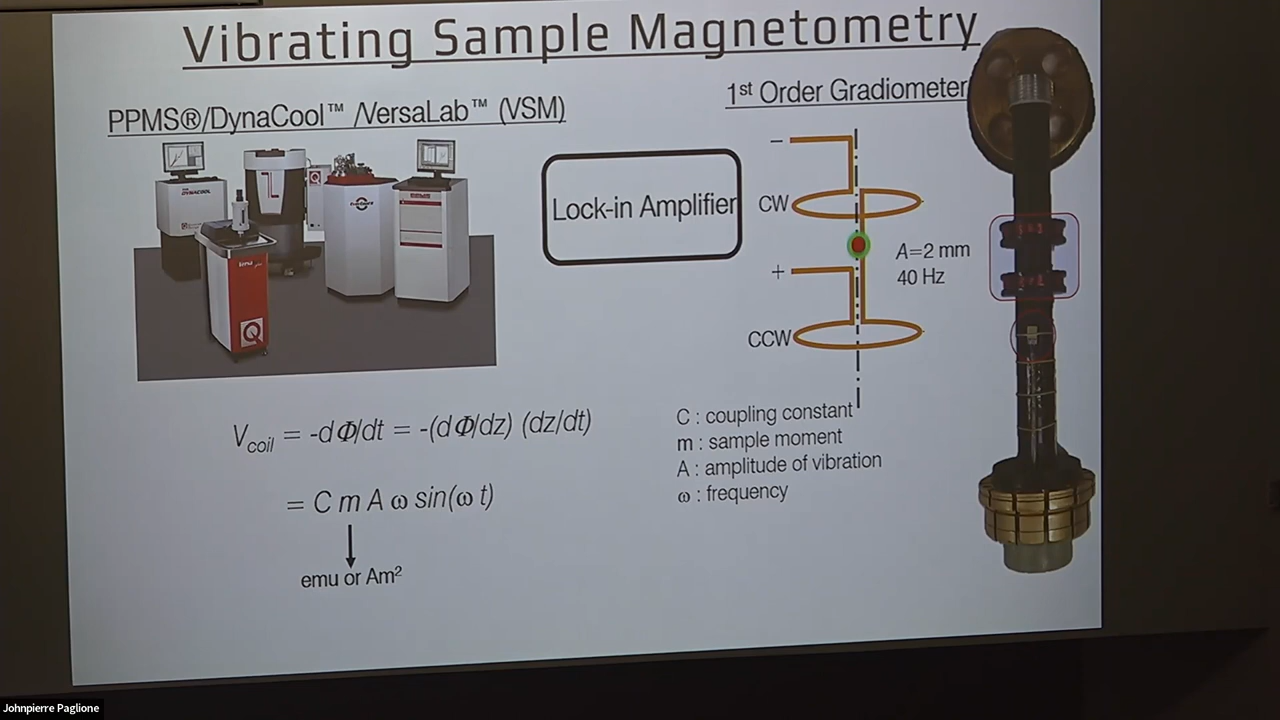 Vibrating Sample Magnetometry
PPMS®/DynaCool™ /VersaLab™ (VSM)
1st Order Gradiometer
Lock-in Amplifier
−
CW
A=2 mm
40 Hz
+
CCW
DYNACOOL
Q
V_coil = -dΦ/dt = -(dΦ/dz) (dz/dt)
= C m A ω sin(ω t)
emu or Am²
C : coupling constant
m : sample moment
A : amplitude of vibration
ω : frequency
Johnpierre Paglione